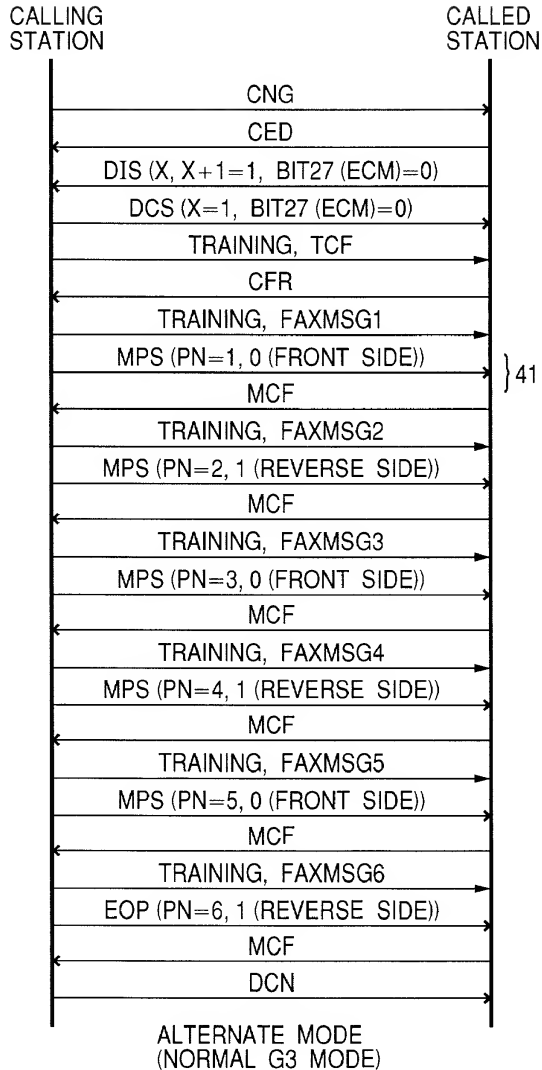 CALLING STATION
CALLED STATION
CNG
CED
DIS (X, X+1=1, BIT27 (ECM)=0)
DCS (X=1, BIT27 (ECM)=0)
TRAINING, TCF
CFR
TRAINING, FAXMSG1
MPS (PN=1, 0 (FRONT SIDE))
41
MCF
TRAINING, FAXMSG2
MPS (PN=2, 1 (REVERSE SIDE))
MCF
TRAINING, FAXMSG3
MPS (PN=3, 0 (FRONT SIDE))
MCF
TRAINING, FAXMSG4
MPS (PN=4, 1 (REVERSE SIDE))
MCF
TRAINING, FAXMSG5
MPS (PN=5, 0 (FRONT SIDE))
MCF
TRAINING, FAXMSG6
EOP (PN=6, 1 (REVERSE SIDE))
MCF
DCN
ALTERNATE MODE
(NORMAL G3 MODE)